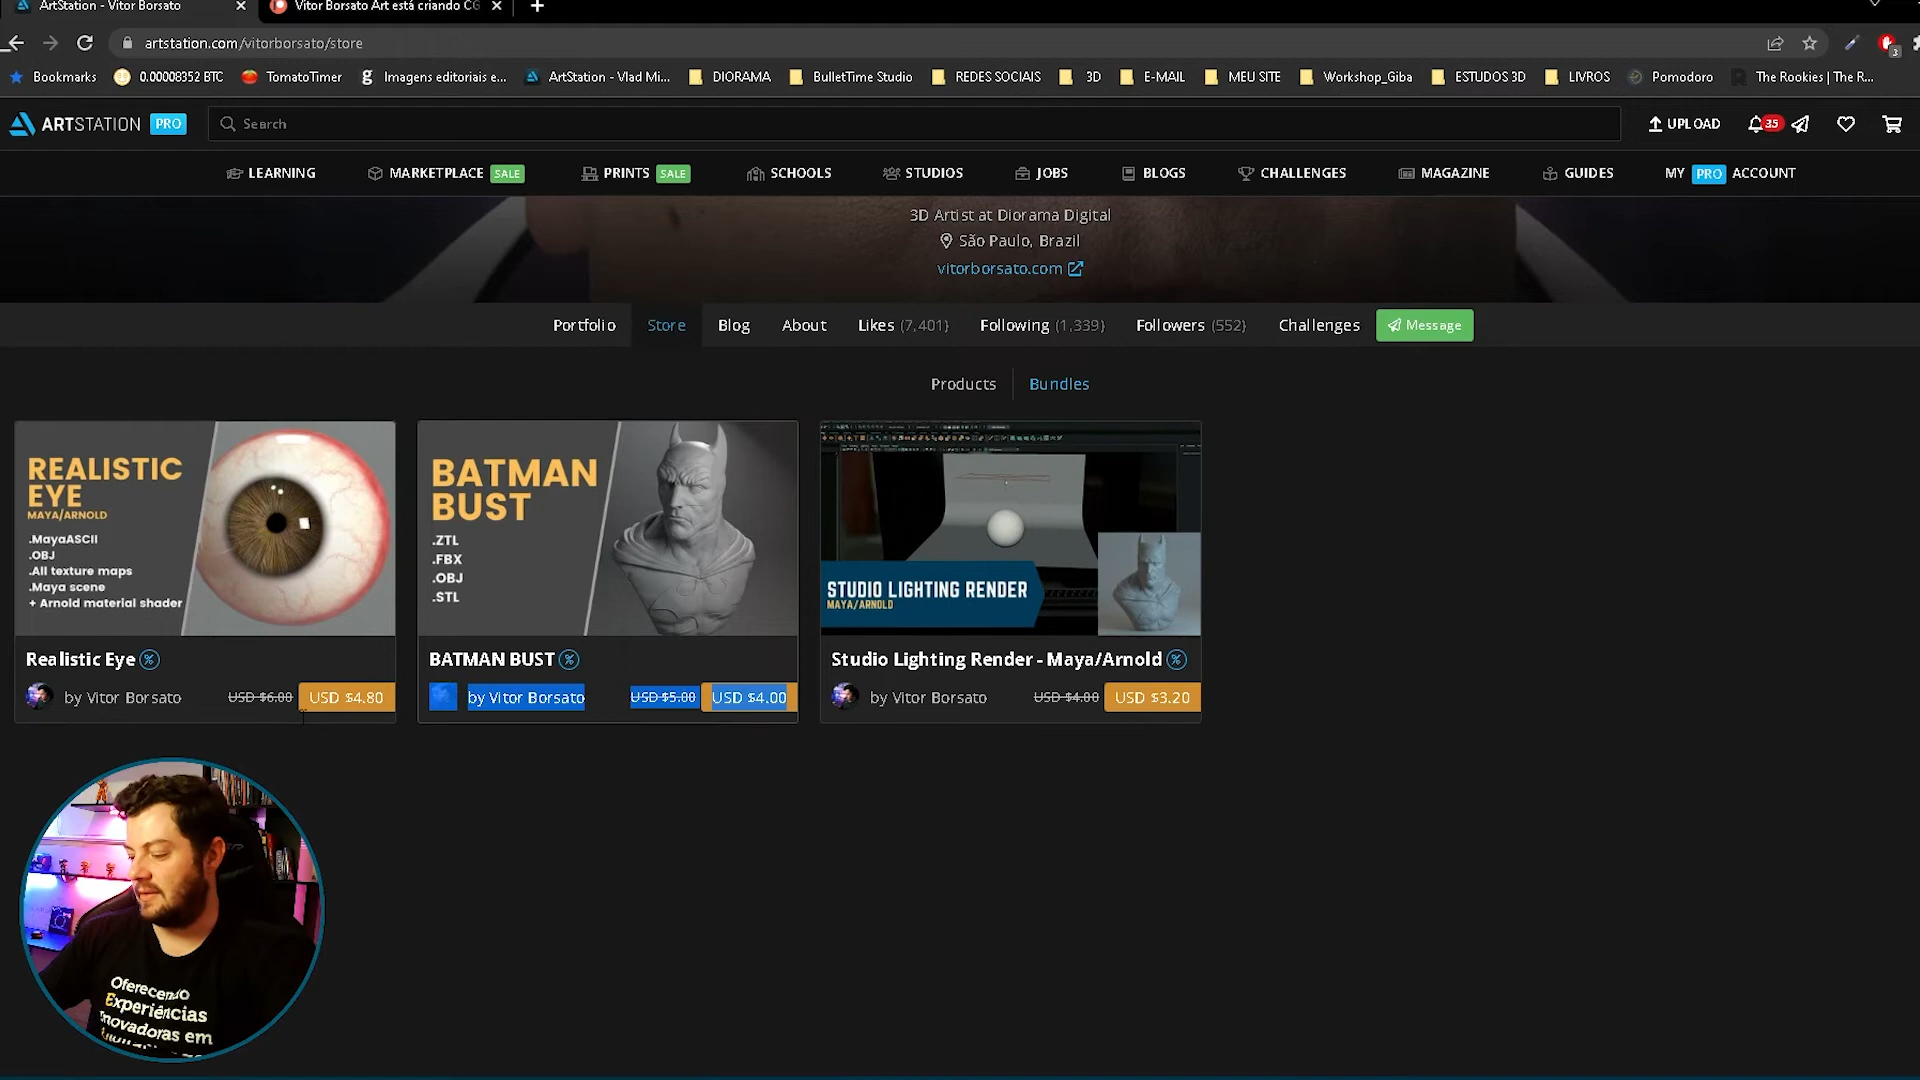 ArtStation - Vitor Borsato
Vitor Borsato Art está criando CG
artstation.com/vitorborsato/store
3
Bookmarks
0.00008352 BTC
TomatoTimer
Imagens editoriais e...
ArtStation - Vlad Mi...
DIORAMA
BulletTime Studio
REDES SOCIAIS
3D
E-MAIL
MEU SITE
Workshop_Giba
ESTUDOS 3D
LIVROS
Pomodoro
The Rookies | The R...
ARTSTATION PRO
Search
UPLOAD
35
LEARNING
MARKETPLACE SALE
PRINTS SALE
SCHOOLS
STUDIOS
JOBS
BLOGS
CHALLENGES
MAGAZINE
GUIDES
MY PRO ACCOUNT
3D Artist at Diorama Digital
São Paulo, Brazil
vitorborsato.com
Portfolio
Store
Blog
About
Likes (7,401)
Following (1,339)
Followers (552)
Challenges
Message
Products
Bundles
REALISTIC
EYE
MAYA/ARNOLD
.MayaASCII
.OBJ
.All texture maps
.Maya scene
+ Arnold material shader
Realistic Eye
by Vitor Borsato
USD $6.00
USD $4.80
BATMAN
BUST
.ZTL
.FBX
.OBJ
.STL
BATMAN BUST
by Vitor Borsato
USD $5.00
USD $4.00
STUDIO LIGHTING RENDER
MAYA/ARNOLD
Studio Lighting Render - Maya/Arnold
by Vitor Borsato
USD $4.00
USD $3.20
Oferecendo
Experiências
Inovadoras em